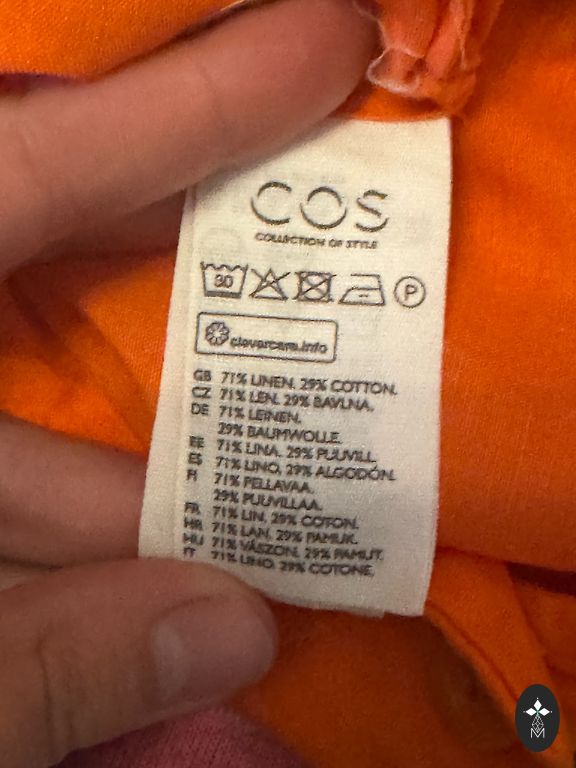 COS
COLLECTION OF STYLE
30
P
clevercare.info
GB 71% LINEN. 29% COTTON.
CZ 71% LEN. 29% BAVLNA.
DE 71% LEINEN.
29% BAUMWOLLE.
EE 71% LINA. 29% PUUVILL.
ES 71% LINO. 29% ALGODÓN.
FI 71% PELLAVAA.
29% PUUVILLAA.
FR 71% LIN. 29% COTON.
HR 71% LAN. 29% PAMUK.
HU 71% VÁSZON. 29% PAMUT.
IT 71% LINO. 29% COTONE.
M